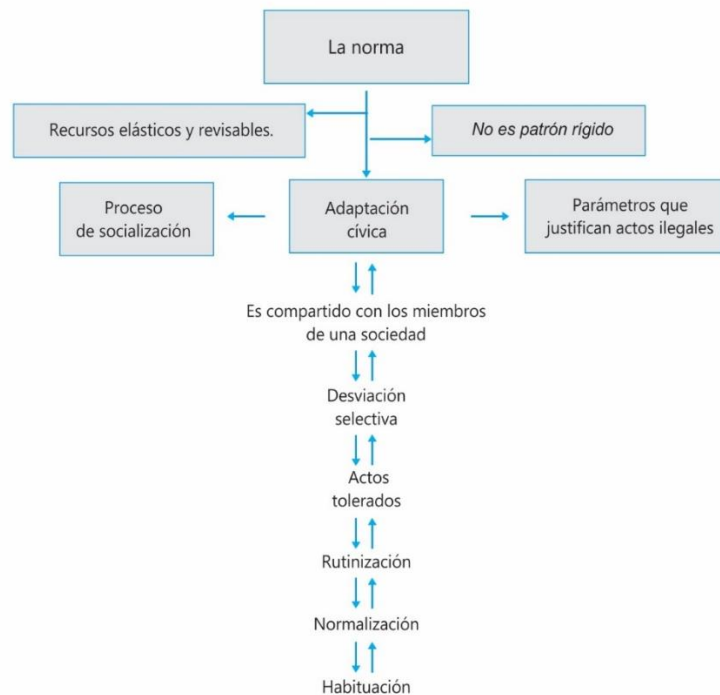 La norma
Recursos elásticos y revisables.
No es patrón rígido
Proceso
de socialización
Adaptación
cívica
Parámetros que
justifican actos ilegales
Es compartido con los miembros
de una sociedad
Desviación
selectiva
Actos
tolerados
Rutinización
Normalización
Habituación